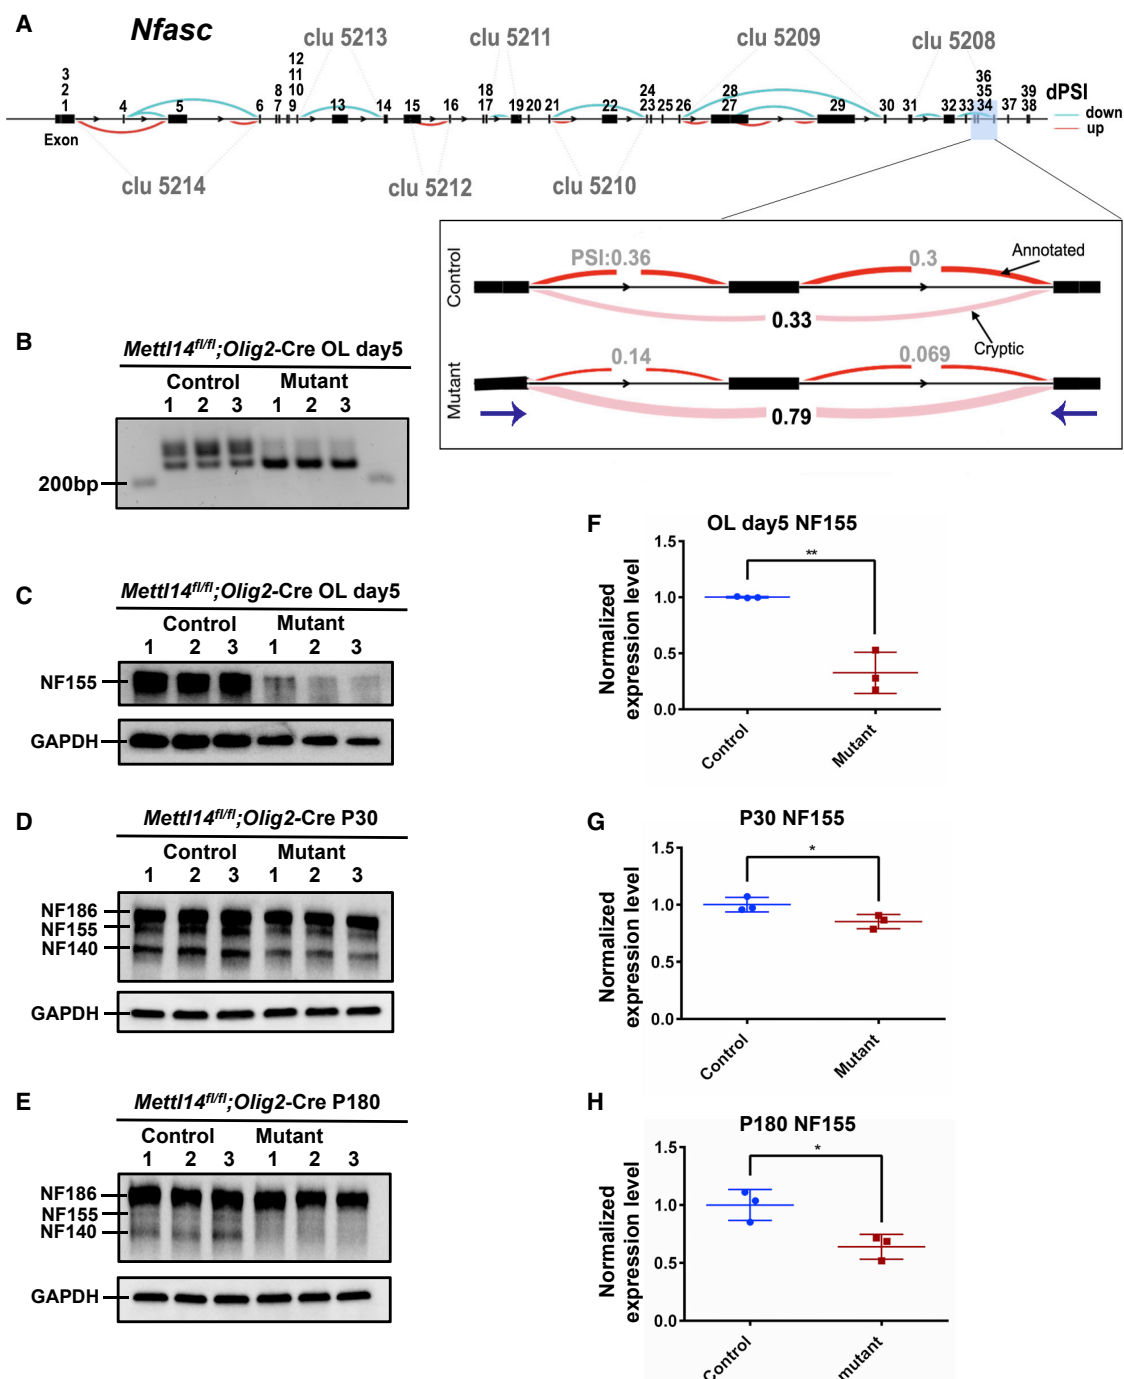 A
Nfasc
clu 5213
clu 5211
clu 5209
clu 5208
3
2
1
4
5
6
7
8
9
12
11
10
13
14
15
16
18
17
19
20
21
22
24
23
25
26
28
27
29
30
31
32
33
36
35
34
37
39
38
Exon
dPSI
down
up
clu 5214
clu 5212
clu 5210
Control
PSI:0.36
0.3
Annotated
0.33
Cryptic
Mutant
0.14
0.069
0.79
B
Mettl14fl/fl;Olig2-Cre OL day5
Control Mutant
1 2 3 1 2 3
200bp
C
Mettl14fl/fl;Olig2-Cre OL day5
Control Mutant
1 2 3 1 2 3
NF155
GAPDH
D
Mettl14fl/fl;Olig2-Cre P30
Control Mutant
1 2 3 1 2 3
NF186
NF155
NF140
GAPDH
E
Mettl14fl/fl;Olig2-Cre P180
Control Mutant
1 2 3 1 2 3
NF186
NF155
NF140
GAPDH
F
OL day5 NF155
Normalized
expression level
1.5
1.0
0.5
0.0
**
Control
Mutant
G
P30 NF155
Normalized
expression level
1.5
1.0
0.5
0.0
*
Control
Mutant
H
P180 NF155
Normalized
expression level
1.5
1.0
0.5
0.0
*
Control
mutant